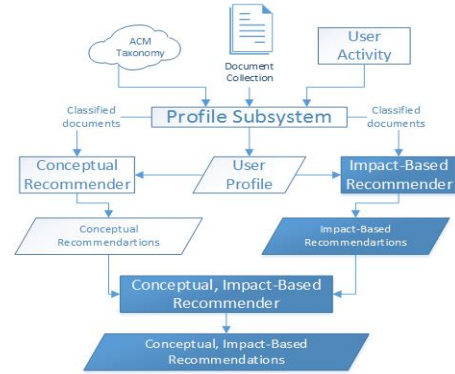 ACM
Taxonomy
Document
Collection
User
Activity
Classified
documents
Profile Subsystem
Classified
documents
Conceptual
Recommender
User
Profile
Impact-Based
Recommender
Conceptual
Recommendartions
Impact-Based
Recommendartions
Conceptual, Impact-Based
Recommender
Conceptual, Impact-Based
Recommendations